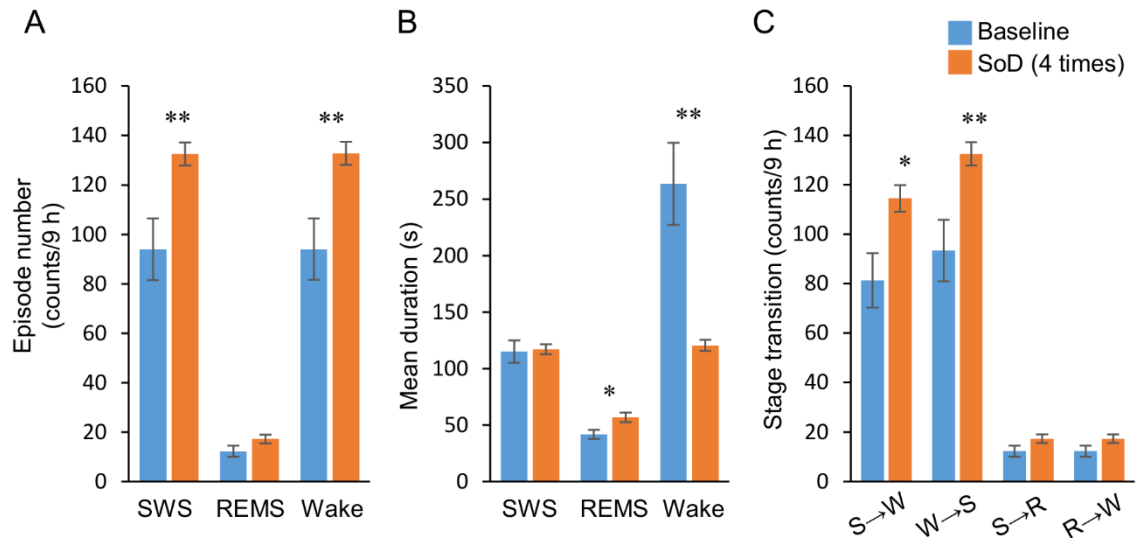 A
B
C
Baseline
SoD (4 times)
Episode number
(counts/9 h)
160
140
120
100
80
60
40
20
0
**
**
SWS
REMS
Wake
Mean duration (s)
350
300
250
200
150
100
50
0
*
**
SWS
REMS
Wake
Stage transition (counts/9 h)
160
140
120
100
80
60
40
20
0
*
**
S→W
W→S
S→R
R→W